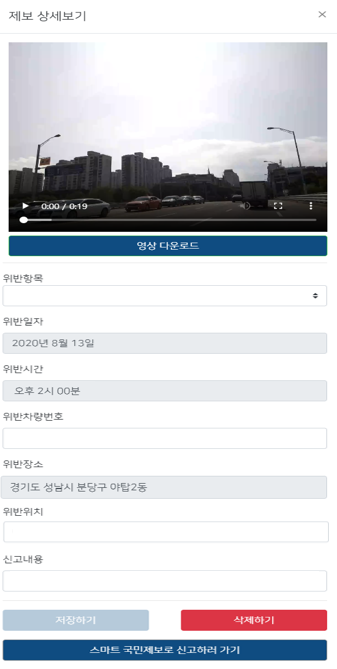 제보 상세보기 ×
0:00 / 0:19
영상 다운로드
위반항목
위반일자
2020년 8월 13일
위반시간
오후 2시 00분
위반차량번호
위반장소
경기도 성남시 분당구 야탑2동
위반위치
신고내용
저장하기 삭제하기
스마트 국민제보로 신고하러 가기